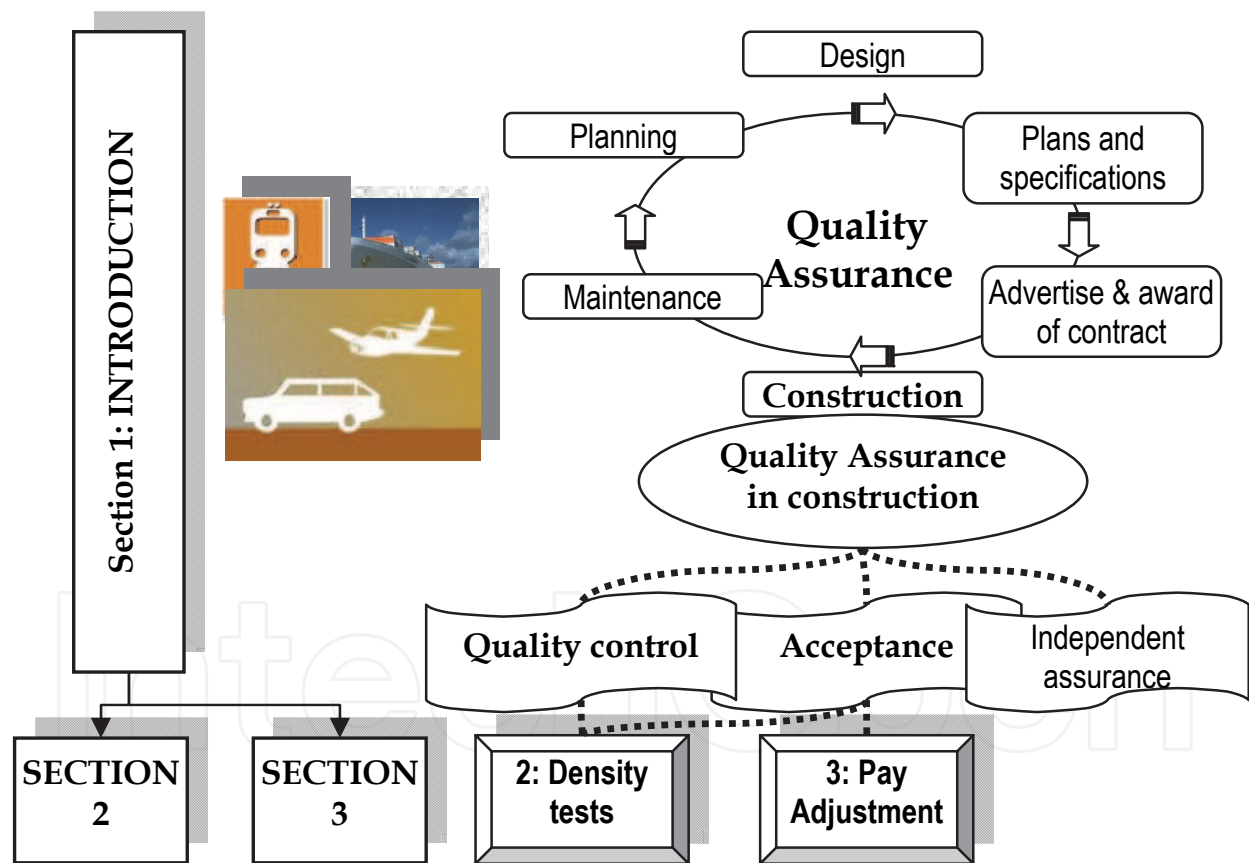 Section 1: INTRODUCTION
Design
Planning
Plans and
specifications
Quality
Assurance
Maintenance
Advertise & award
of contract
Construction
Quality Assurance
in construction
Quality control
Acceptance
Independent
assurance
SECTION
2
SECTION
3
2: Density
tests
3: Pay
Adjustment
IntechOpen